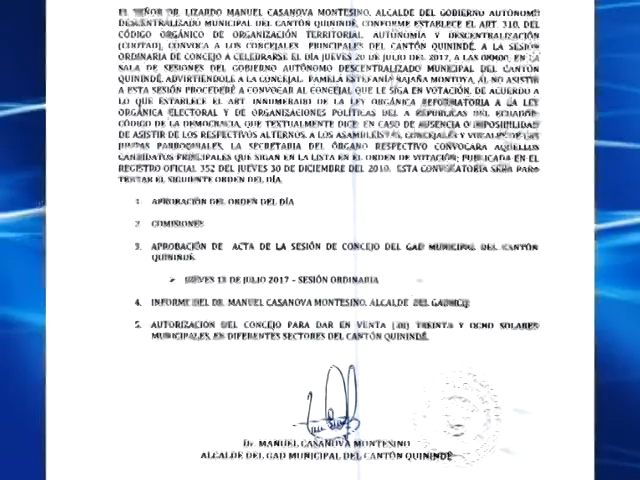 EL SEÑOR DR. LIZARDO MANUEL CASANOVA MONTESINO, ALCALDE DEL GOBIERNO AUTÓNOMO
DESCENTRALIZADO MUNICIPAL DEL CANTÓN QUININDÉ, CONFORME ESTABLECE EL ART. 318, DEL
CÓDIGO ORGÁNICO DE ORGANIZACIÓN TERRITORIAL, AUTONOMÍA Y DESCENTRALIZACIÓN
(COOTAD), CONVOCA A LOS CONCEJALES PRINCIPALES DEL CANTÓN QUININDÉ, A LA SESIÓN
ORDINARIA DE CONCEJO A CELEBRARSE EL DÍA JUEVES 20 DE JULIO DEL 2017, A LAS EN LA
SALA DE SESIONES DEL GOBIERNO AUTÓNOMO DESCENTRALIZADO MUNICIPAL DEL CANTÓN
QUININDÉ, ADVIRTIENDOLE A LA CONCEJAL, PAMELA ESTEFANÍA BAJAÑA MONTOYA, AL NO ASISTIR
A ESTA SESIÓN PROCEDERÉ A CONVOCAR AL CONCEJAL QUE LE SIGA EN VOTACIÓN, DE ACUERDO
A LO QUE ESTABLECE EL ART. INNUMERADO DE LA LEY ORGÁNICA REFORMATORIA A LA LEY
ORGÁNICA ELECTORAL Y DE ORGANIZACIONES POLÍTICAS DEL A REPÚBLICAS DEL ECUADOR-
CÓDIGO DE LA DEMOCRACIA, QUE TEXTUALMENTE DICE: EN CASO DE AUSENCIA O IMPOSIBILIDAD
DE ASISTIR DE LOS RESPECTIVOS ALTERNOS, A LOS ASAMBLEISTAS, CONCEJALES Y VOCALES DE LAS
JUNTAS PARROQUIALES, LA SECRETARIA DEL ÓRGANO RESPECTIVO CONVOCARA AQUELLOS
CANDIDATOS PRINCIPALES QUE SIGAN EN LA LISTA EN EL ORDEN DE VOTACIÓN; PUBLICADA EN EL
REGISTRO OFICIAL 352 DEL JUEVES 30 DE DICIEMBRE DEL 2010. ESTA CONVOCATORIA SERÁ PARA
TRATAR EL SIGUIENTE ORDEN DEL DÍA.
1. APROBACIÓN DEL ORDEN DEL DÍA
2. COMISIONES
3. APROBACIÓN DE ACTA DE LA SESIÓN DE CONCEJO DEL GAD MUNICIPAL DEL CANTÓN
QUININDÉ.
➢ JUEVES 13 DE JULIO 2017 – SESIÓN ORDINARIA
4. INFORME DEL DR. MANUEL CASANOVA MONTESINO, ALCALDE DEL GADMCQ
5. AUTORIZACIÓN DEL CONCEJO PARA DAR EN VENTA (38) TREINTA Y OCHO SOLARES
MUNICIPALES, EN DIFERENTES SECTORES DEL CANTÓN QUININDÉ.
Dr. MANUEL CASANOVA MONTESINO
ALCALDE DEL GAD MUNICIPAL DEL CANTÓN QUININDÉ